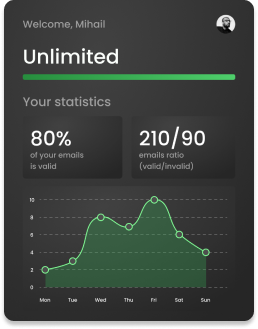 Welcome, Mihail
Unlimited
Your statistics
80%
of your emails
is valid
210/90
emails ratio
(valid/invalid)
10
8
6
4
2
0
Mon Tue Wed Thu Fri Sat Sun